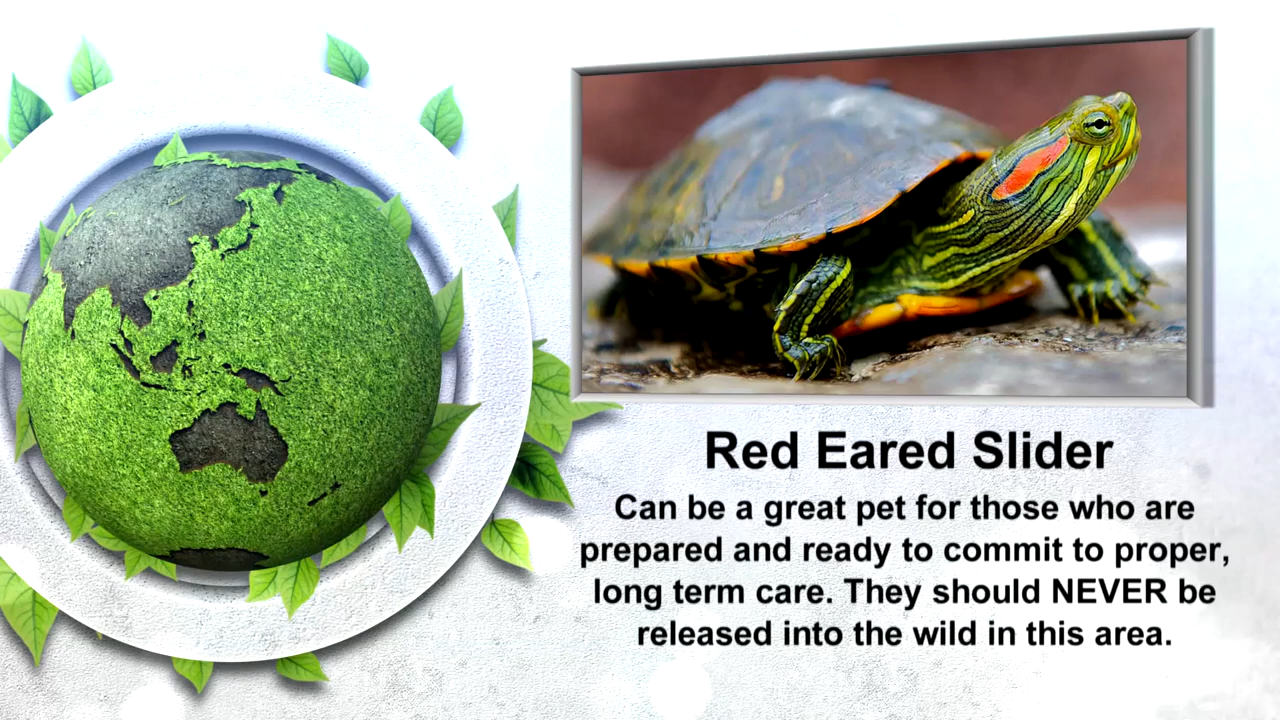 Red Eared Slider
Can be a great pet for those who are
prepared and ready to commit to proper,
long term care. They should NEVER be
released into the wild in this area.